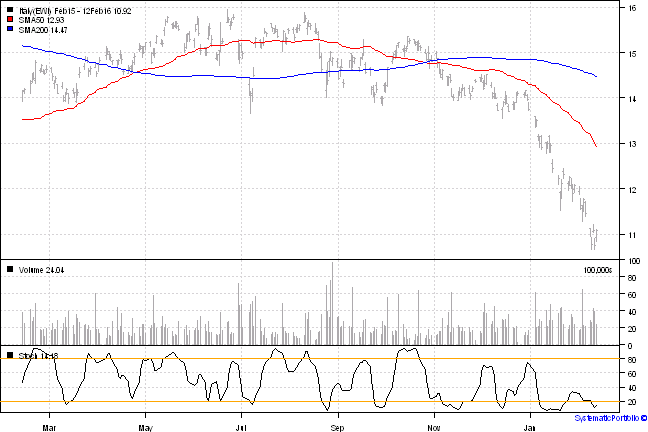 Italy(EWI) Feb15 - 12Feb16 10.92
SMA50 12.93
SMA200 14.47
16
15
14
13
12
11
Volume 24.04
100,000s
100
80
60
40
20
0
Stoch 14.18
80
60
40
20
Mar May Jul Sep Nov Jan
SystematicPortfolio ©